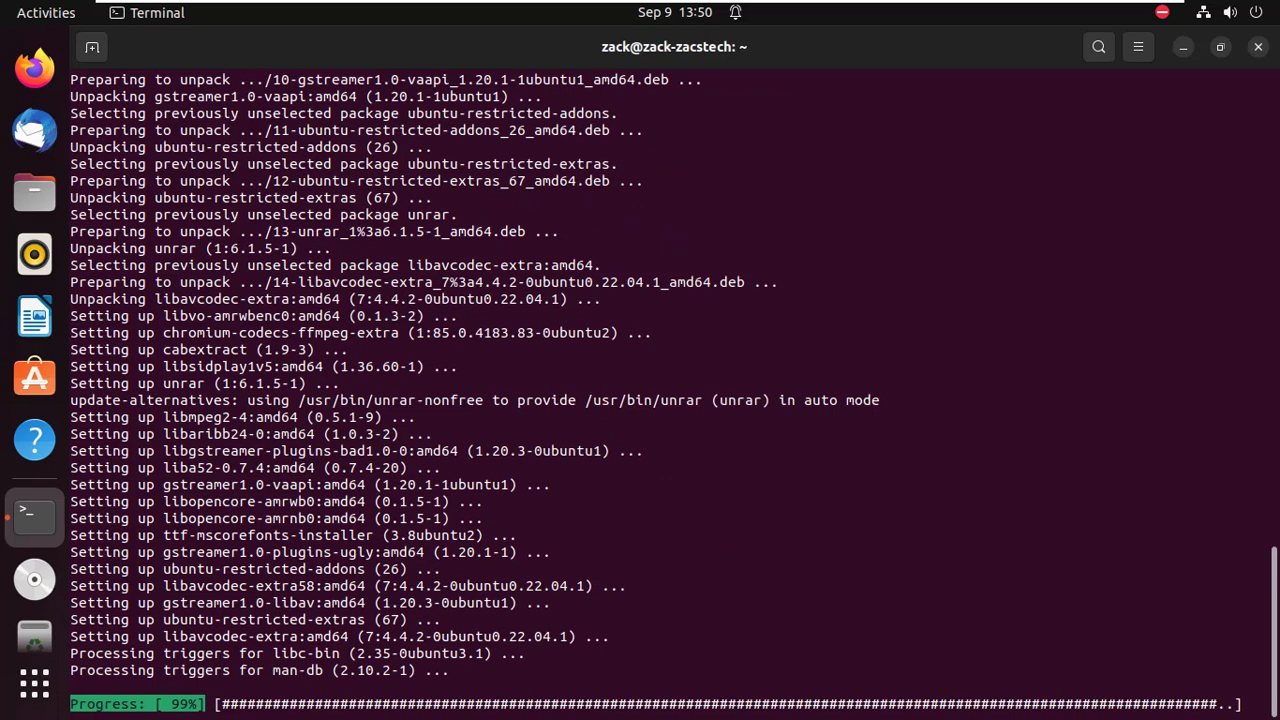 Activities
Terminal
Sep 9 13:50
zack@zack-zacstech: ~
Preparing to unpack .../10-gstreamer1.0-vaapi_1.20.1-1ubuntu1_amd64.deb ...
Unpacking gstreamer1.0-vaapi:amd64 (1.20.1-1ubuntu1) ...
Selecting previously unselected package ubuntu-restricted-addons.
Preparing to unpack .../11-ubuntu-restricted-addons_26_amd64.deb ...
Unpacking ubuntu-restricted-addons (26) ...
Selecting previously unselected package ubuntu-restricted-extras.
Preparing to unpack .../12-ubuntu-restricted-extras_67_amd64.deb ...
Unpacking ubuntu-restricted-extras (67) ...
Selecting previously unselected package unrar.
Preparing to unpack .../13-unrar_1%3a6.1.5-1_amd64.deb ...
Unpacking unrar (1:6.1.5-1) ...
Selecting previously unselected package libavcodec-extra:amd64.
Preparing to unpack .../14-libavcodec-extra_7%3a4.4.2-0ubuntu0.22.04.1_amd64.deb ...
Unpacking libavcodec-extra:amd64 (7:4.4.2-0ubuntu0.22.04.1) ...
Setting up libvo-amrwbenc0:amd64 (0.1.3-2) ...
Setting up chromium-codecs-ffmpeg-extra (1:85.0.4183.83-0ubuntu2) ...
Setting up cabextract (1.9-3) ...
Setting up libsidplay1v5:amd64 (1.36.60-1) ...
Setting up unrar (1:6.1.5-1) ...
update-alternatives: using /usr/bin/unrar-nonfree to provide /usr/bin/unrar (unrar) in auto mode
Setting up libmpeg2-4:amd64 (0.5.1-9) ...
Setting up libaribb24-0:amd64 (1.0.3-2) ...
Setting up libgstreamer-plugins-bad1.0-0:amd64 (1.20.3-0ubuntu1) ...
Setting up liba52-0.7.4:amd64 (0.7.4-20) ...
Setting up gstreamer1.0-vaapi:amd64 (1.20.1-1ubuntu1) ...
Setting up libopencore-amrwb0:amd64 (0.1.5-1) ...
Setting up libopencore-amrnb0:amd64 (0.1.5-1) ...
Setting up ttf-mscorefonts-installer (3.8ubuntu2) ...
Setting up gstreamer1.0-plugins-ugly:amd64 (1.20.1-1) ...
Setting up ubuntu-restricted-addons (26) ...
Setting up libavcodec-extra58:amd64 (7:4.4.2-0ubuntu0.22.04.1) ...
Setting up gstreamer1.0-libav:amd64 (1.20.3-0ubuntu1) ...
Setting up ubuntu-restricted-extras (67) ...
Setting up libavcodec-extra:amd64 (7:4.4.2-0ubuntu0.22.04.1) ...
Processing triggers for libc-bin (2.35-0ubuntu3.1) ...
Processing triggers for man-db (2.10.2-1) ...
Progress: [ 99%] [######################################################################################################################..]